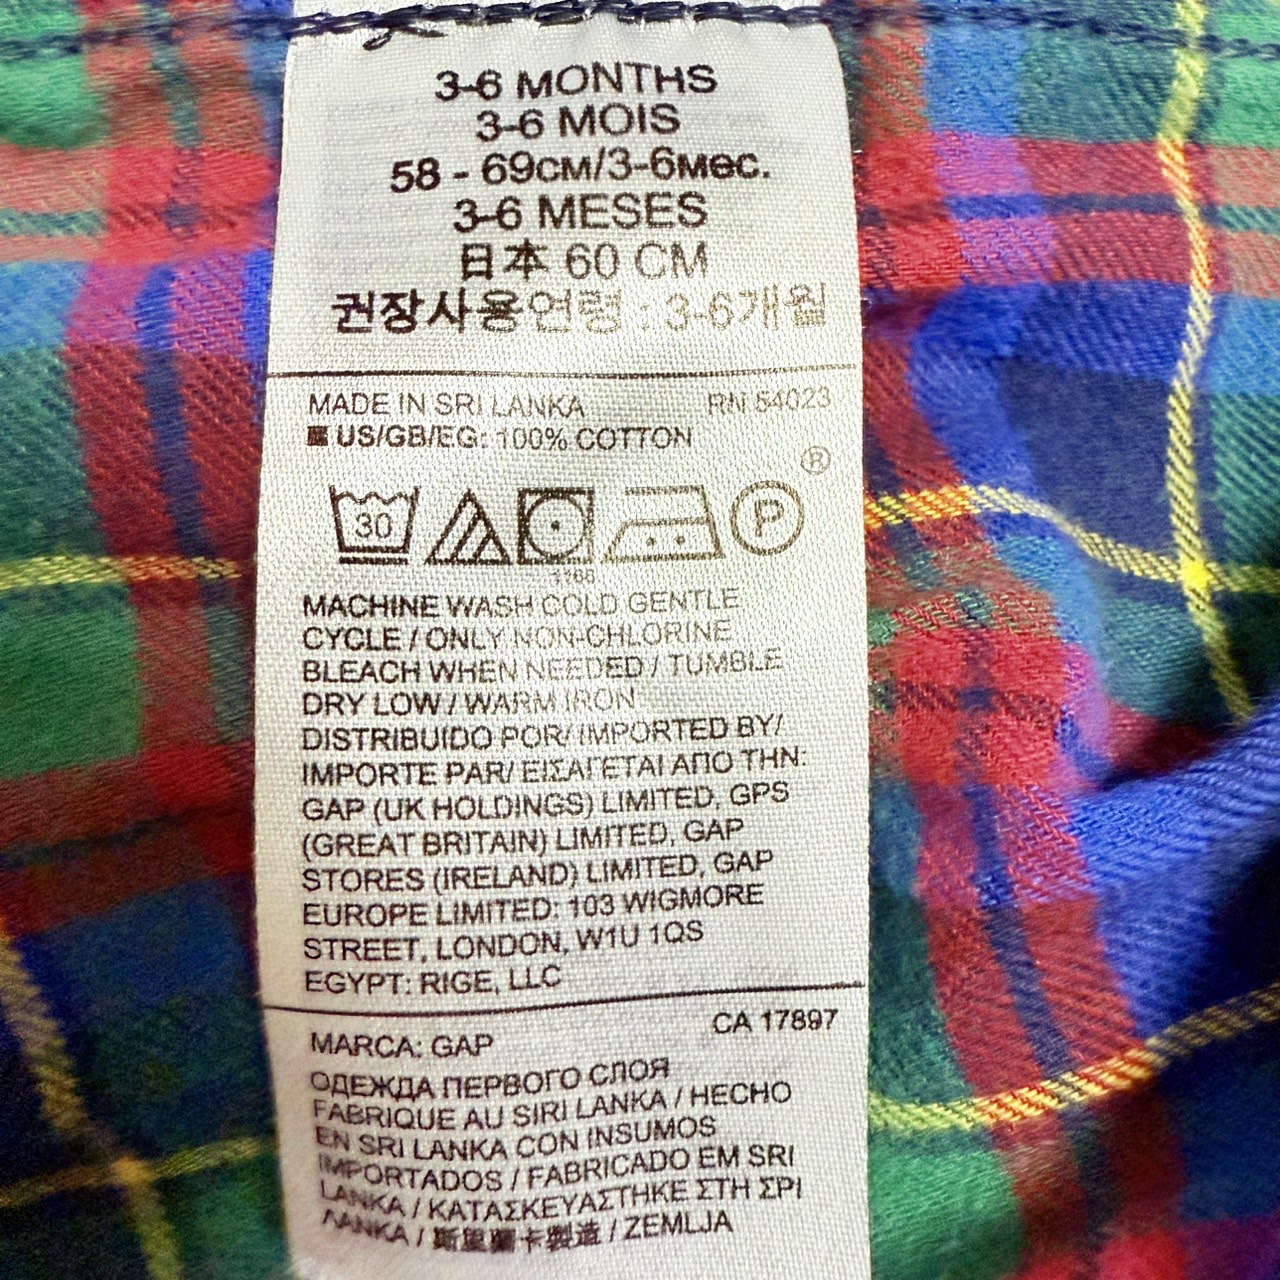 3-6 MONTHS
3-6 MOIS
58 - 69см/3-6мес.
3-6 MESES
日本 60 CM
권장사용연령 : 3-6개월
MADE IN SRI LANKA RN 54023
US/GB/EG: 100% COTTON
®
30 P
1166
MACHINE WASH COLD GENTLE
CYCLE / ONLY NON-CHLORINE
BLEACH WHEN NEEDED / TUMBLE
DRY LOW / WARM IRON
DISTRIBUIDO POR/ IMPORTED BY/
IMPORTE PAR/ ΕΙΣΑΓΕΤΑΙ ΑΠΟ ΤΗΝ:
GAP (UK HOLDINGS) LIMITED, GPS
(GREAT BRITAIN) LIMITED, GAP
STORES (IRELAND) LIMITED, GAP
EUROPE LIMITED: 103 WIGMORE
STREET, LONDON, W1U 1QS
EGYPT: RIGE, LLC
CA 17897
MARCA: GAP
ОДЕЖДА ПЕРВОГО СЛОЯ
FABRIQUE AU SIRI LANKA / HECHO
EN SRI LANKA CON INSUMOS
IMPORTADOS / FABRICADO EM SRI
LANKA / ΚΑΤΑΣΚΕΥΑΣΤΗΚΕ ΣΤΗ ΣΡΙ
ΛΑΝΚΑ / 斯里蘭卡製造 / ZEMLJA